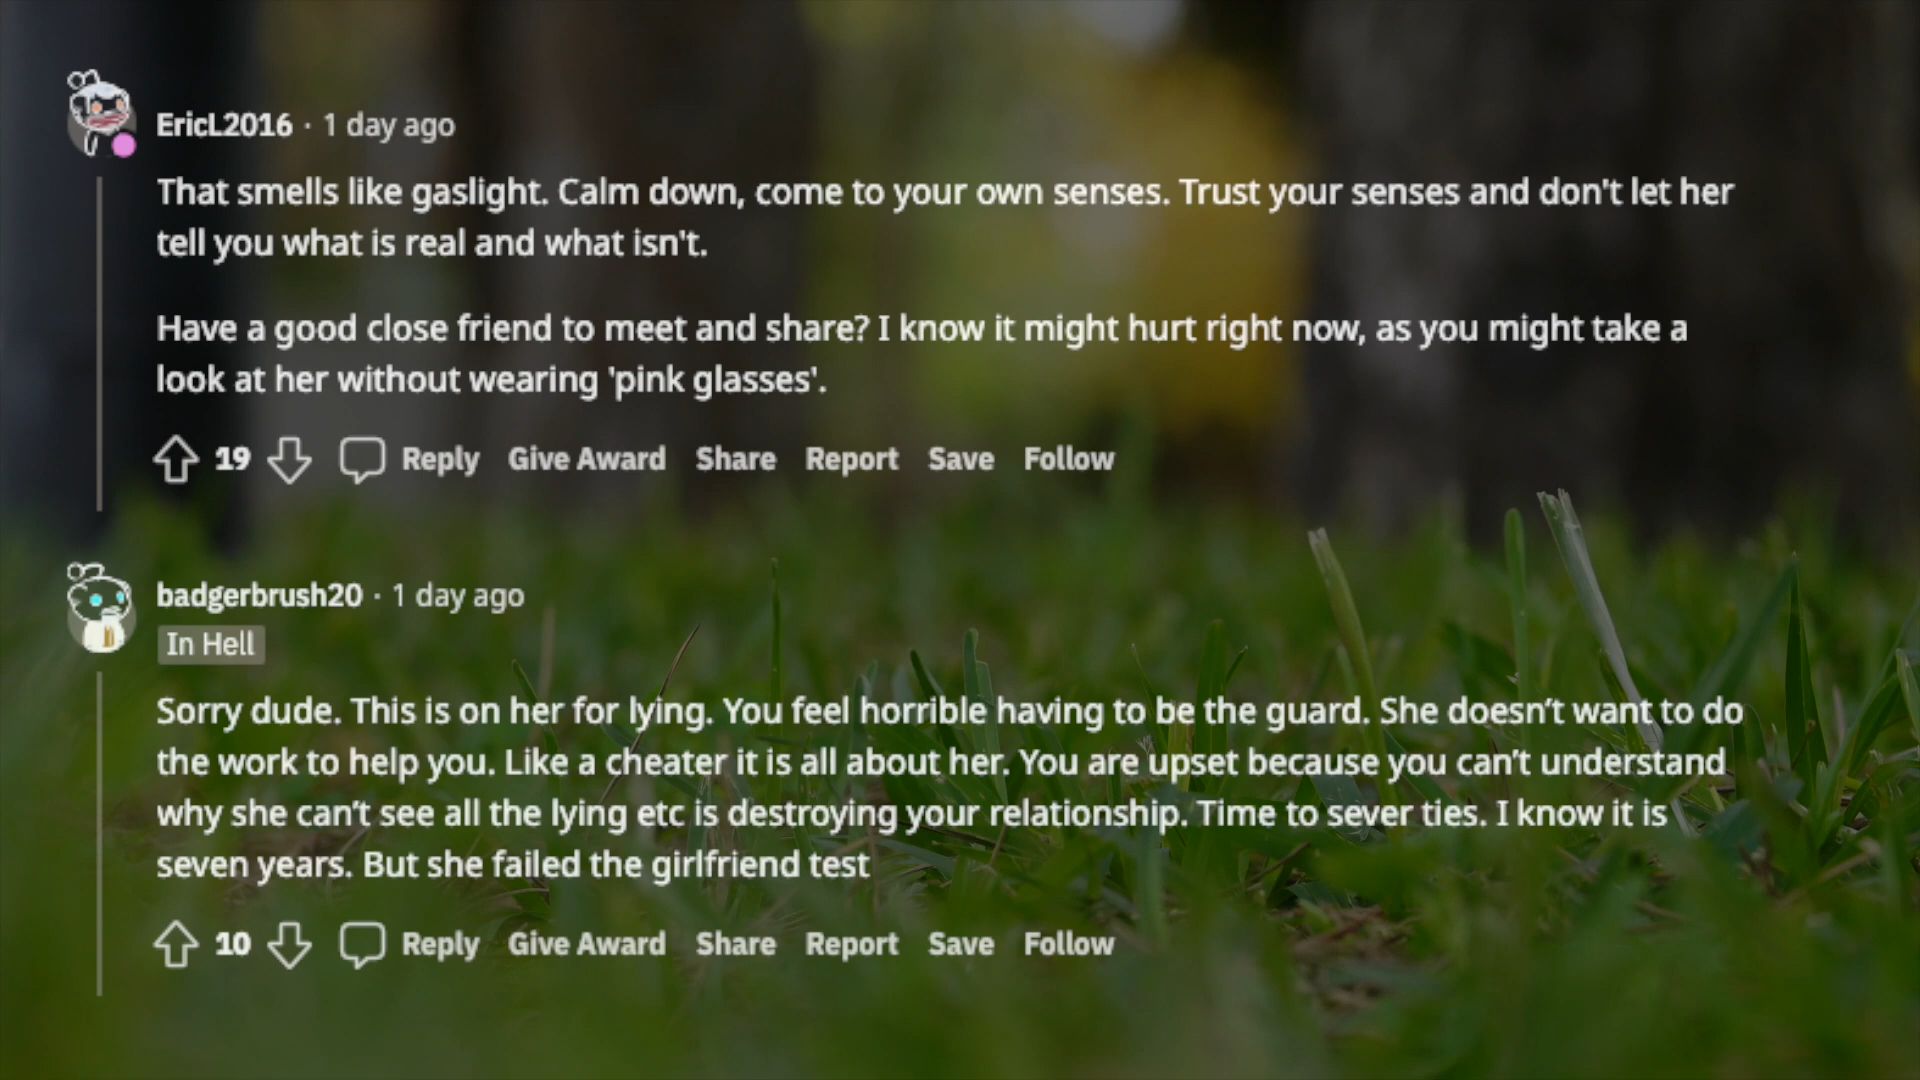 EricL2016 · 1 day ago
That smells like gaslight. Calm down, come to your own senses. Trust your senses and don't let her
tell you what is real and what isn't.
Have a good close friend to meet and share? I know it might hurt right now, as you might take a
look at her without wearing 'pink glasses'.
19 Reply Give Award Share Report Save Follow
badgerbrush20 · 1 day ago
In Hell
Sorry dude. This is on her for lying. You feel horrible having to be the guard. She doesn’t want to do
the work to help you. Like a cheater it is all about her. You are upset because you can’t understand
why she can’t see all the lying etc is destroying your relationship. Time to sever ties. I know it is
seven years. But she failed the girlfriend test
10 Reply Give Award Share Report Save Follow